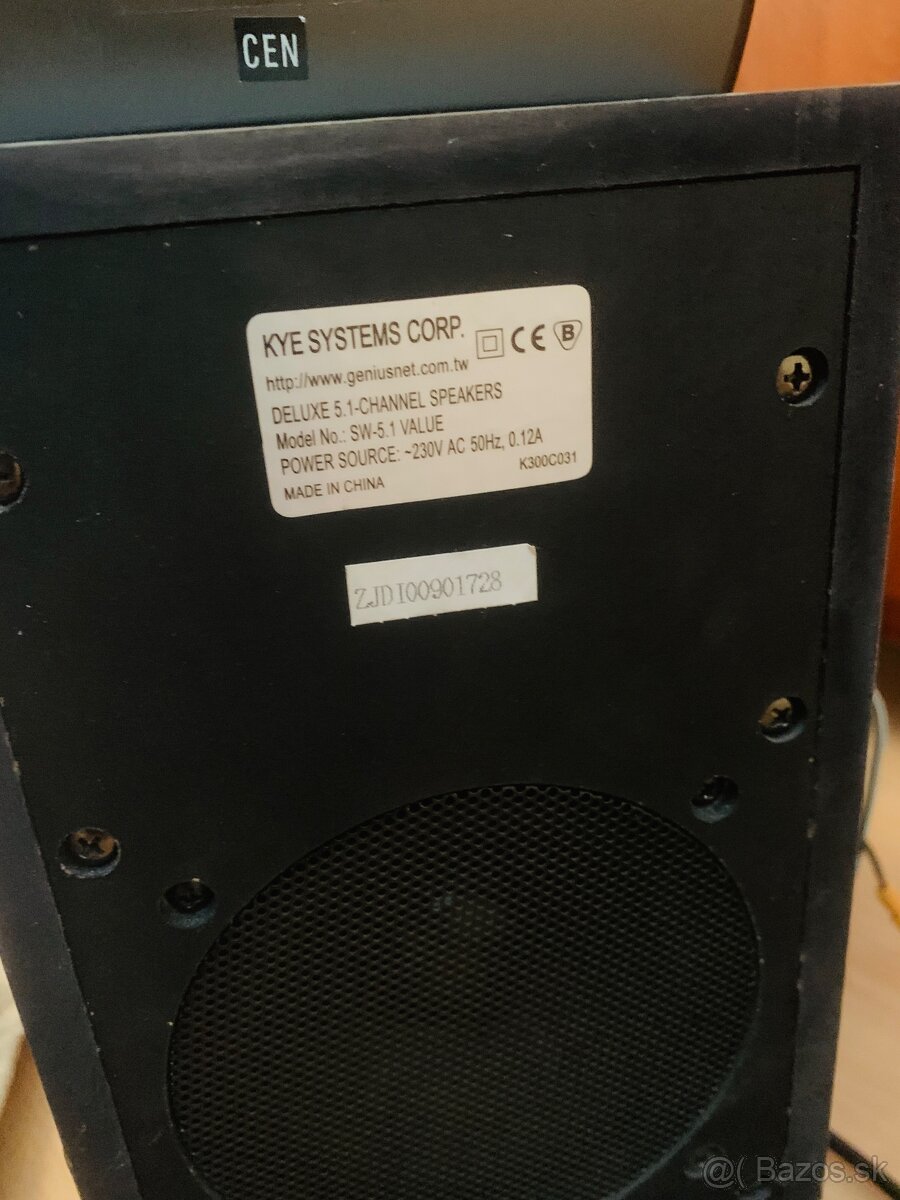 CEN
KYE SYSTEMS CORP.
CE B
http://www.geniusnet.com.tw
DELUXE 5.1-CHANNEL SPEAKERS
Model No.: SW-5.1 VALUE
POWER SOURCE: ~230V AC 50Hz, 0.12A
K300C031
MADE IN CHINA
ZJDI00901728
@( Bazos.sk